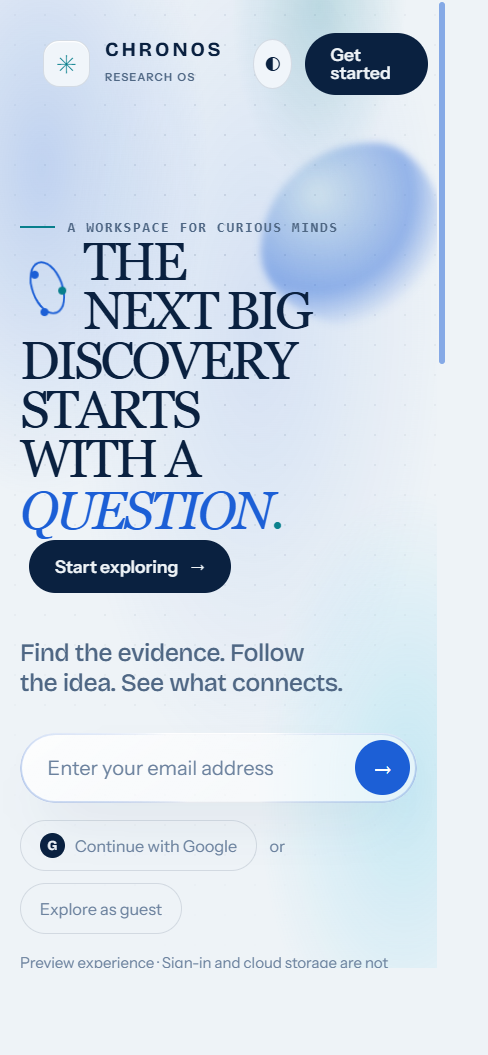 CHRONOS
RESEARCH OS
Get
started
A WORKSPACE FOR CURIOUS MINDS
THE
NEXT BIG
DISCOVERY
STARTS
WITH A
QUESTION.
Start exploring →
Find the evidence. Follow
the idea. See what connects.
Enter your email address
→
G Continue with Google or
Explore as guest
Preview experience · Sign-in and cloud storage are not